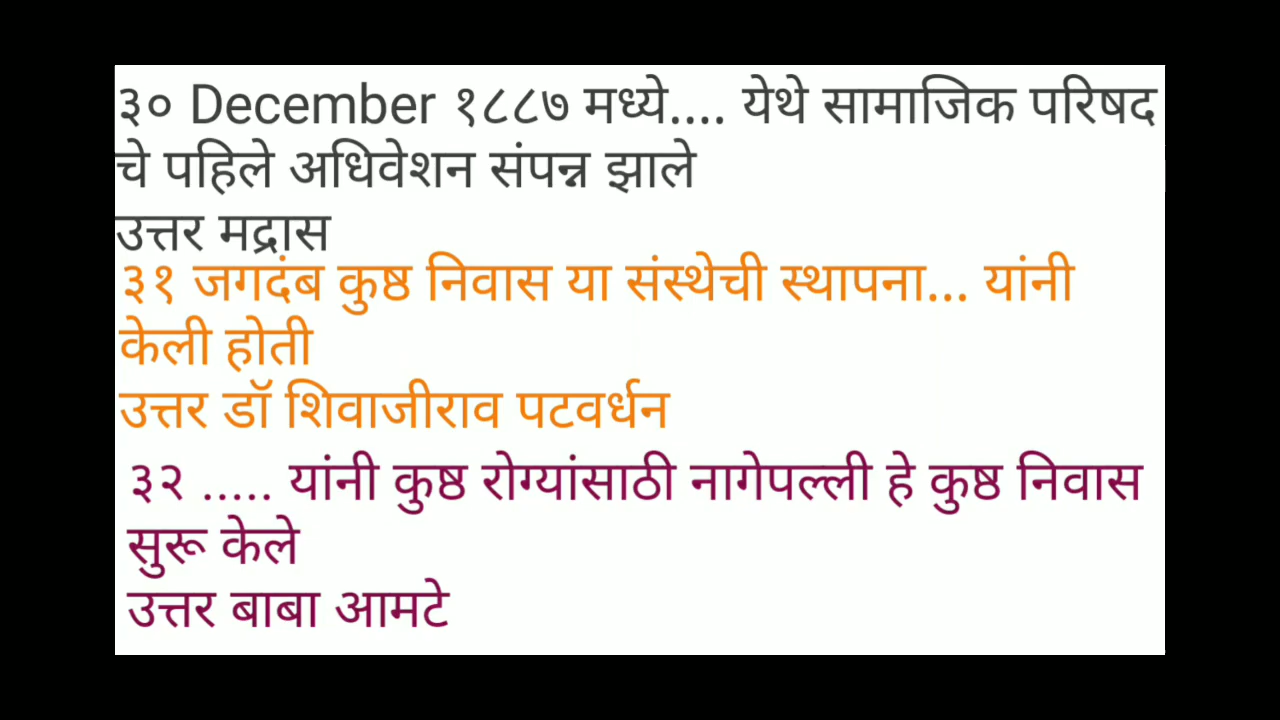 ३० December १८८७ मध्ये.... येथे सामाजिक परिषद
चे पहिले अधिवेशन संपन्न झाले
उत्तर मद्रास
३१ जगदंब कुष्ठ निवास या संस्थेची स्थापना... यांनी
केली होती
उत्तर डॉ शिवाजीराव पटवर्धन
३२ ..... यांनी कुष्ठ रोग्यांसाठी नागेपल्ली हे कुष्ठ निवास
सुरू केले
उत्तर बाबा आमटे